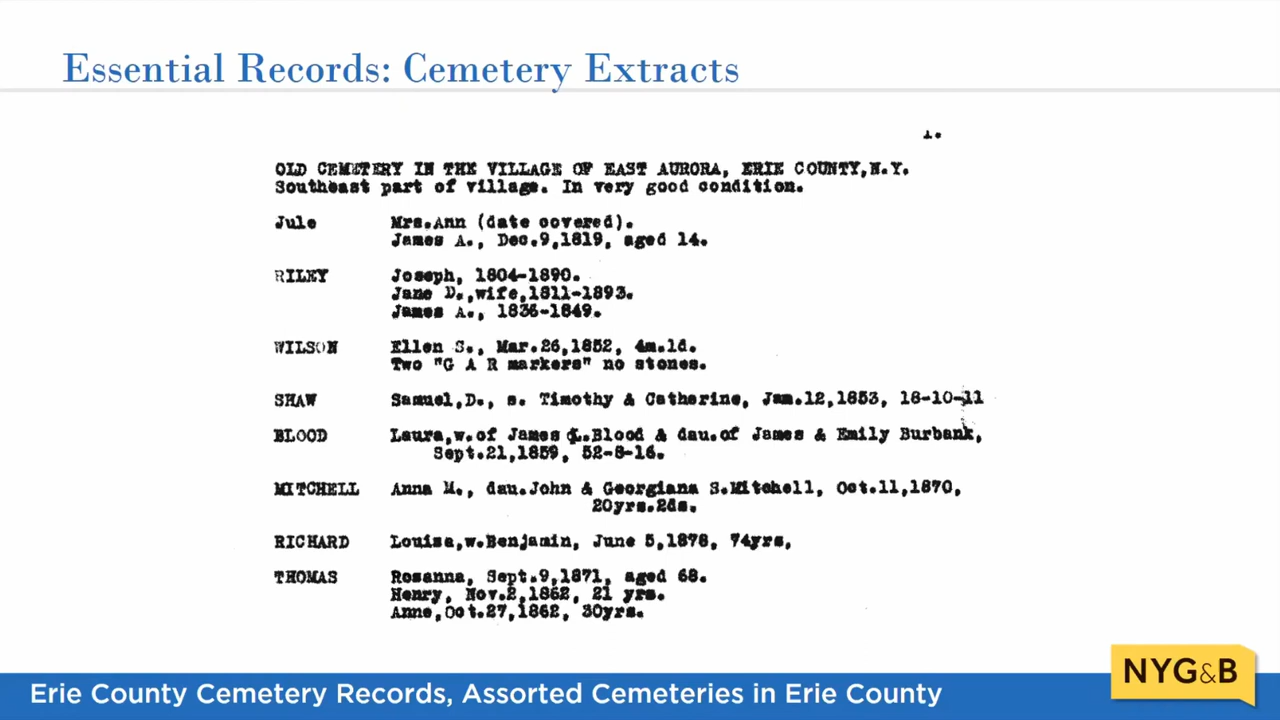 Essential Records: Cemetery Extracts
1.
OLD CEMETERY IN THE VILLAGE OF EAST AURORA, ERIE COUNTY,N.Y.
Southeast part of village. In very good condition.
Jule Mrs.Ann (date covered).
James A., Dec.9,1819, aged 14.
RILEY Joseph, 1804-1890.
Jane D.,wife,1811-1893.
James A., 1836-1849.
WILSON Ellen S., Mar.26,1852, 4m.1d.
Two "G A R markers" no stones.
SHAW Samuel,D., s. Timothy & Catherine, Jan.12,1853, 18-10-11
BLOOD Laura,w.of James L.Blood & dau.of James & Emily Burbank,
Sept.21,1859, 52-8-16.
MITCHELL Anna M., dau.John & Georgiana S.Mitchell, Oct.11,1870,
20yrs.2ds.
RICHARD Louisa,w.Benjamin, June 5,1878, 74yrs,
THOMAS Rosanna, Sept.9,1871, aged 68.
Henry, Nov.2,1862, 21 yrs.
Anne,Oct.27,1862, 30yrs.
Erie County Cemetery Records, Assorted Cemeteries in Erie County
NYG&B